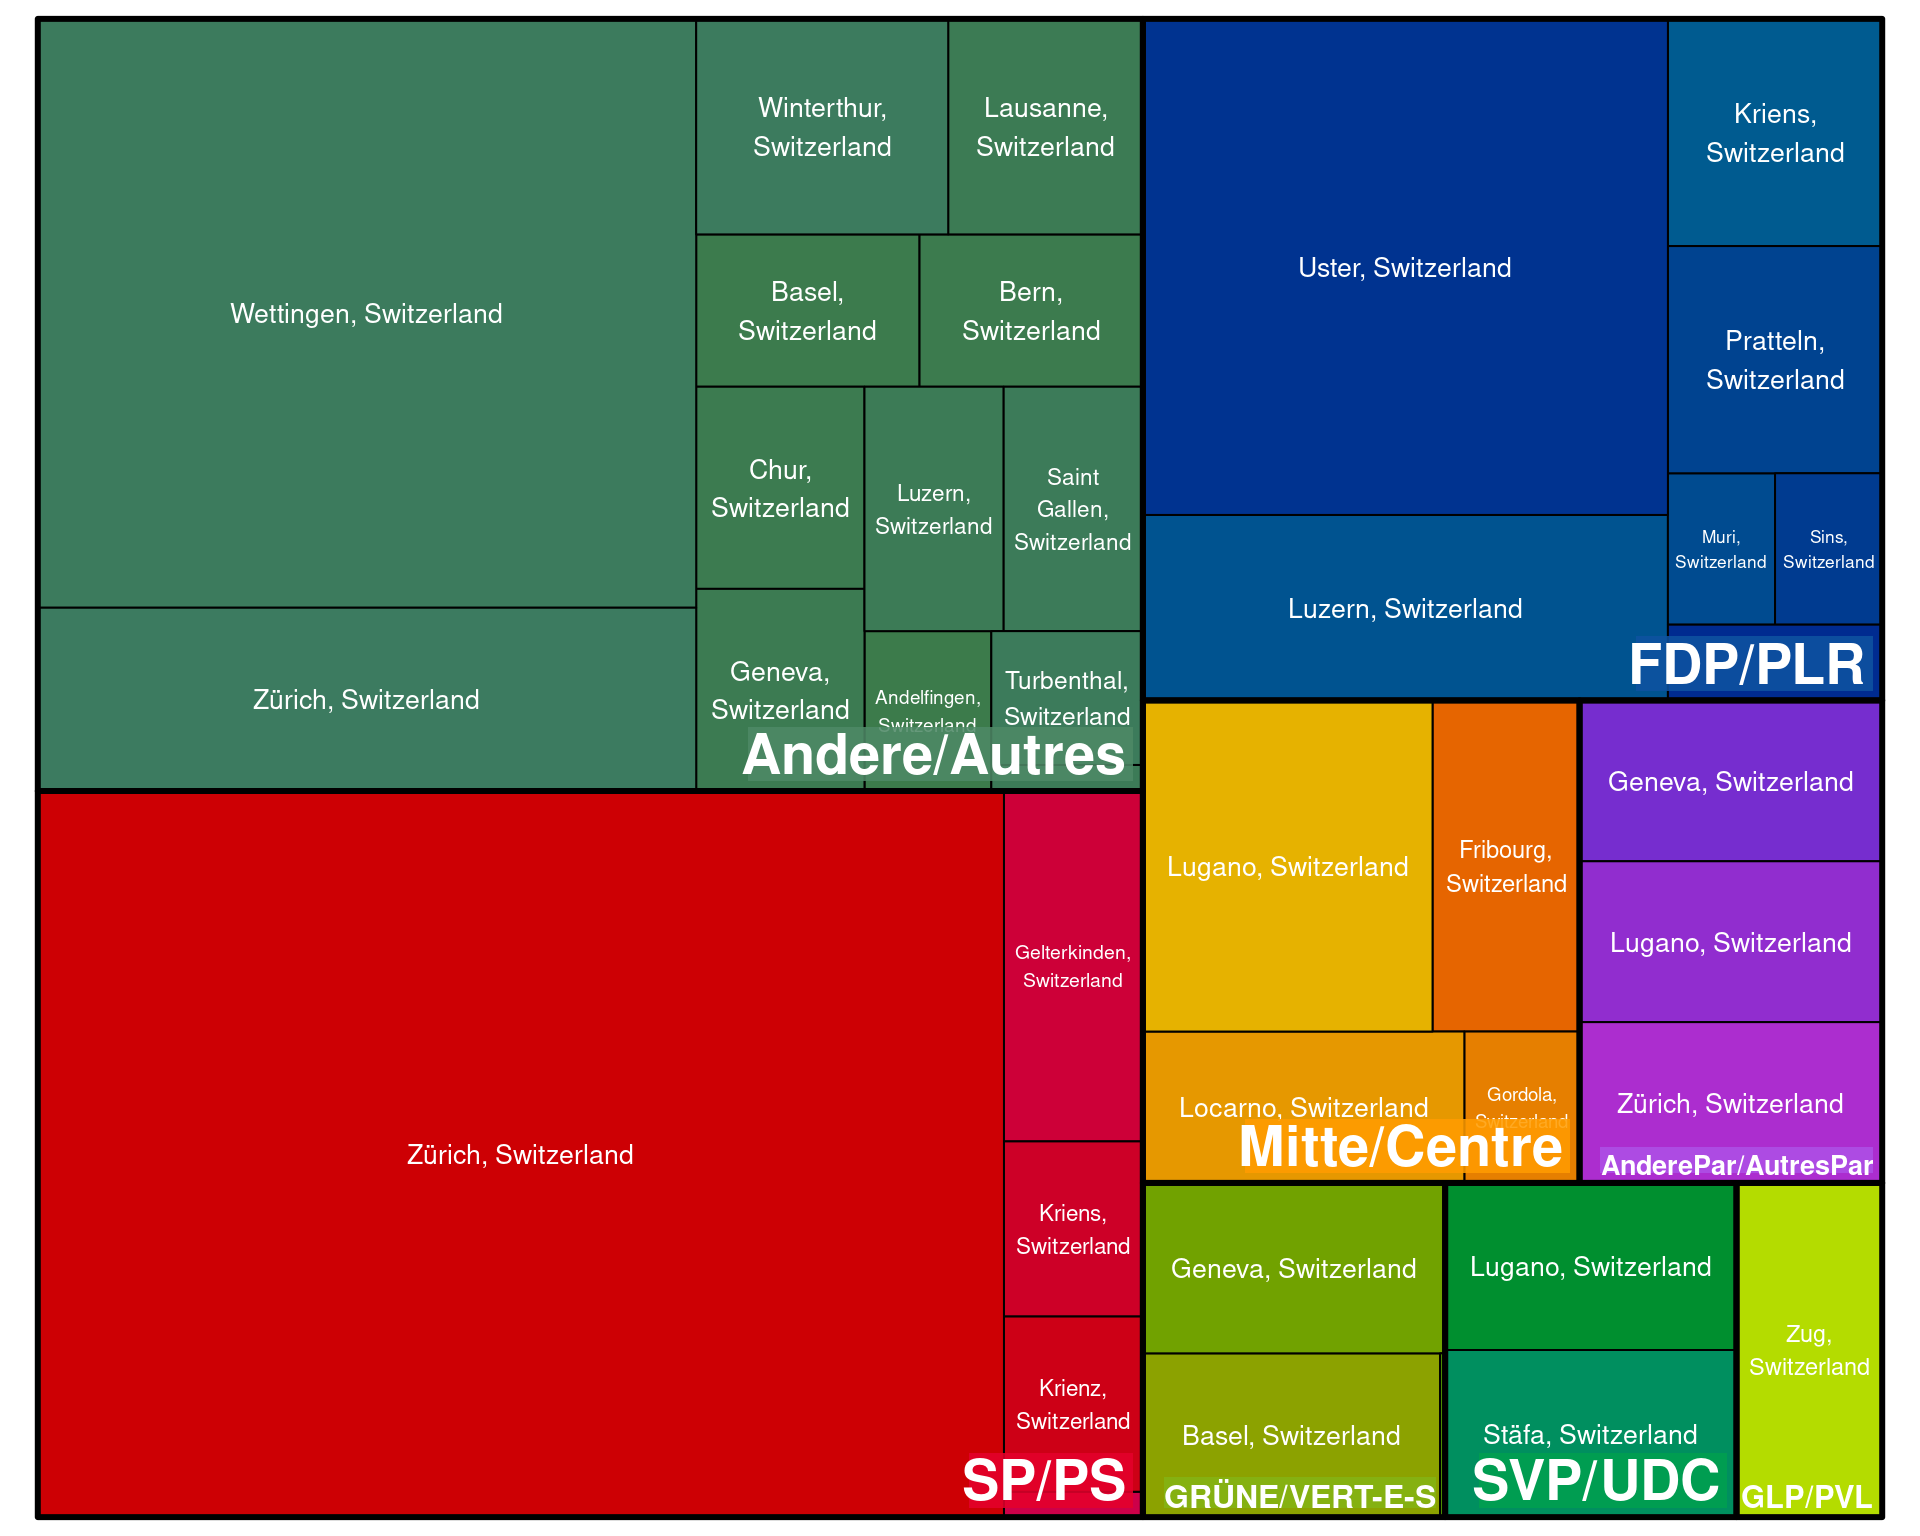 Wettingen, Switzerland
Zürich, Switzerland
Winterthur,
Switzerland
Lausanne,
Switzerland
Basel,
Switzerland
Bern,
Switzerland
Chur,
Switzerland
Luzern,
Switzerland
Saint
Gallen,
Switzerland
Geneva,
Switzerland
Andelfingen,
Switzerland
Turbenthal,
Switzerland
Andere/Autres
Zürich, Switzerland
Gelterkinden,
Switzerland
Kriens,
Switzerland
Krienz,
Switzerland
SP/PS
Uster, Switzerland
Luzern, Switzerland
Kriens,
Switzerland
Pratteln,
Switzerland
Muri,
Switzerland
Sins,
Switzerland
FDP/PLR
Lugano, Switzerland
Fribourg,
Switzerland
Locarno, Switzerland
Gordola,
Switzerland
Mitte/Centre
Geneva, Switzerland
Lugano, Switzerland
Zürich, Switzerland
AnderePar/AutresPar
Geneva, Switzerland
Basel, Switzerland
GRÜNE/VERT-E-S
Lugano, Switzerland
Stäfa, Switzerland
SVP/UDC
Zug,
Switzerland
GLP/PVL